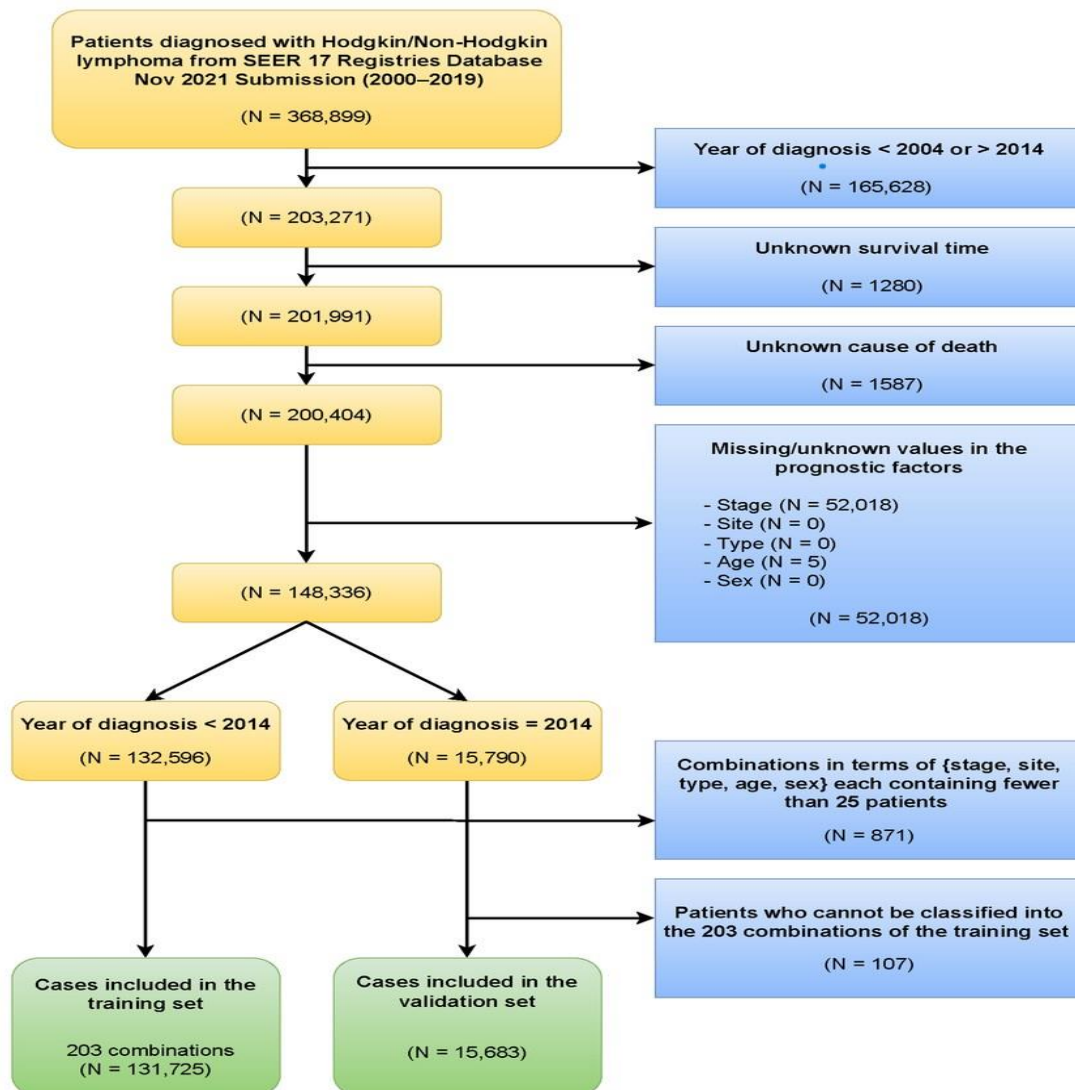 Patients diagnosed with Hodgkin/Non-Hodgkin
lymphoma from SEER 17 Registries Database
Nov 2021 Submission (2000–2019)
(N = 368,899)
Year of diagnosis < 2004 or > 2014
(N = 165,628)
(N = 203,271)
Unknown survival time
(N = 1280)
(N = 201,991)
Unknown cause of death
(N = 1587)
(N = 200,404)
Missing/unknown values in the
prognostic factors
- Stage (N = 52,018)
- Site (N = 0)
- Type (N = 0)
- Age (N = 5)
- Sex (N = 0)
(N = 52,018)
(N = 148,336)
Year of diagnosis < 2014
(N = 132,596)
Year of diagnosis = 2014
(N = 15,790)
Combinations in terms of {stage, site,
type, age, sex} each containing fewer
than 25 patients
(N = 871)
Patients who cannot be classified into
the 203 combinations of the training set
(N = 107)
Cases included in the
training set
203 combinations
(N = 131,725)
Cases included in the
validation set
(N = 15,683)